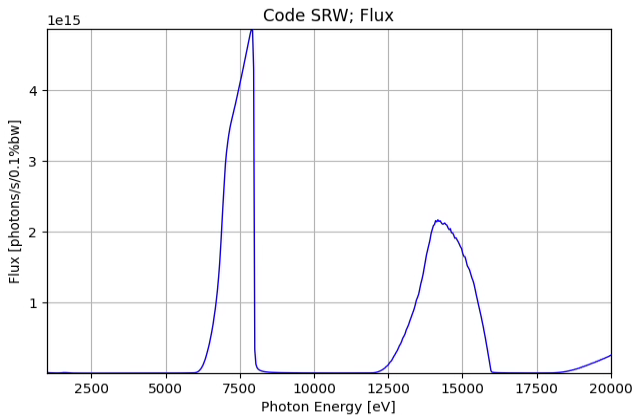 Code SRW; Flux
1e15
4
3
2
1
Flux [photons/s/0.1%bw]
2500 5000 7500 10000 12500 15000 17500 20000
Photon Energy [eV]